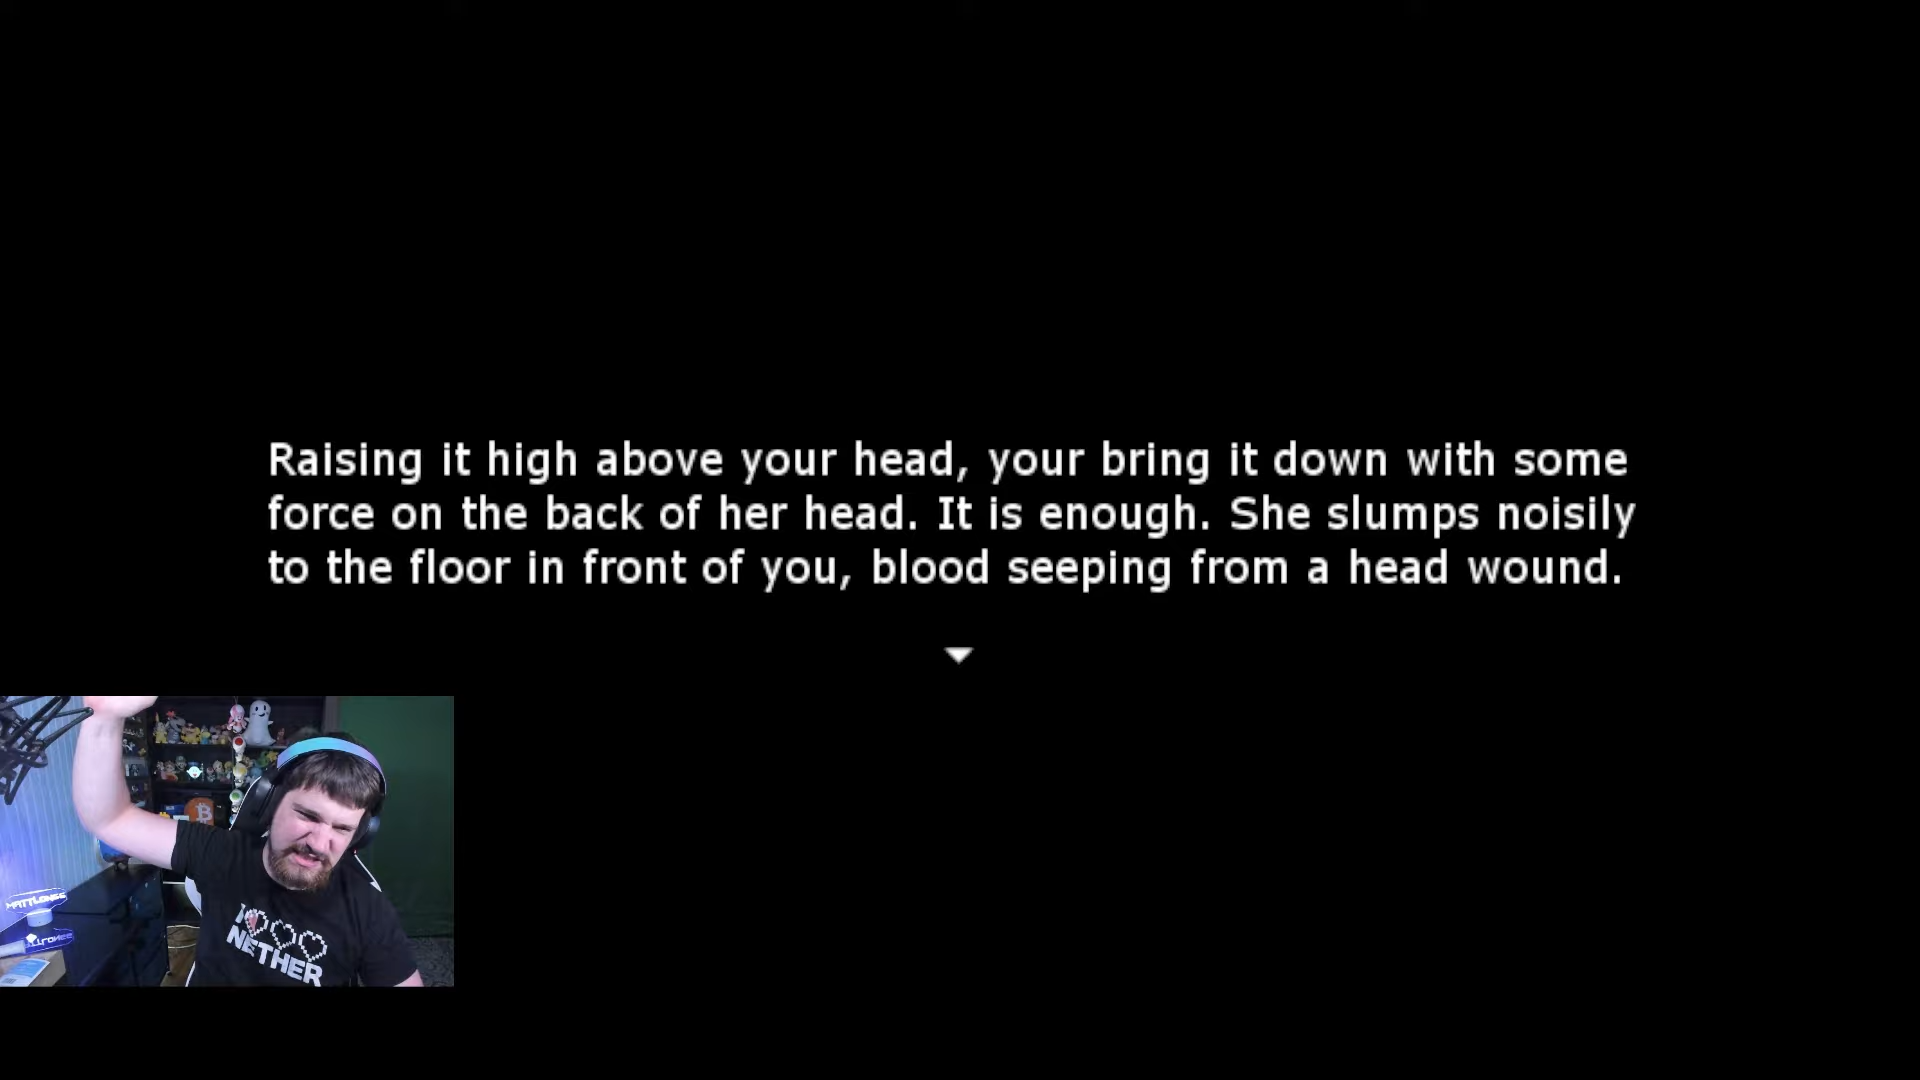 Raising it high above your head, your bring it down with some
force on the back of her head. It is enough. She slumps noisily
to the floor in front of you, blood seeping from a head wound.
MATTLONEE
NETHER